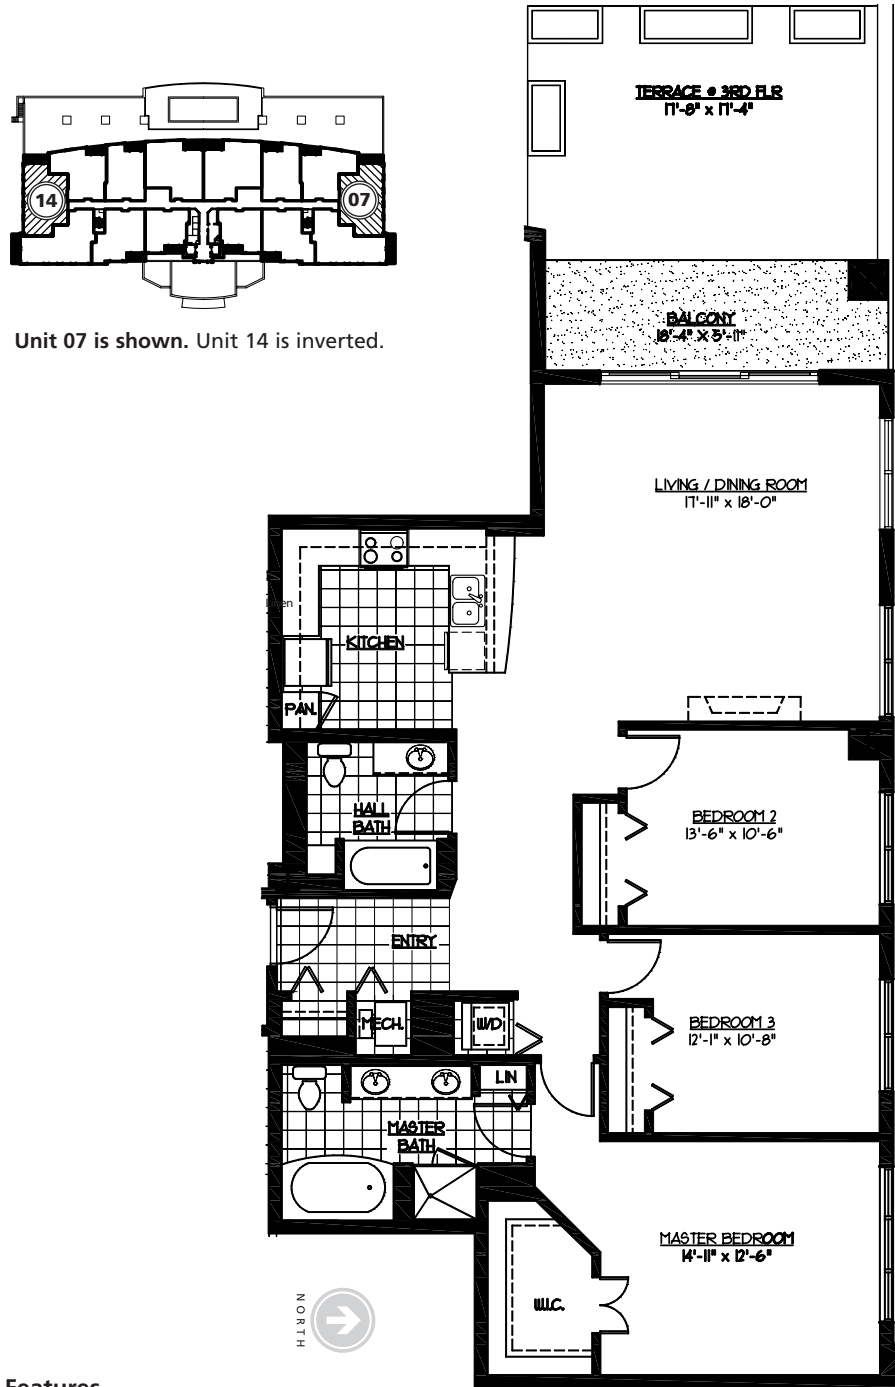 TERRACE @ 3RD FLR
17'-8" x 17'-4"
14
07
Unit 07 is shown. Unit 14 is inverted.
BALCONY
18'-4" X 5'-11"
LIVING / DINING ROOM
17'-11" x 18'-0"
KITCHEN
PAN.
HALL
BATH
BEDROOM 2
13'-6" x 10'-6"
ENTRY
MECH.
W/D
BEDROOM 3
12'-1" x 10'-8"
LIN
MASTER
BATH
MASTER BEDROOM
14'-11" x 12'-6"
W.I.C.
NORTH
Features